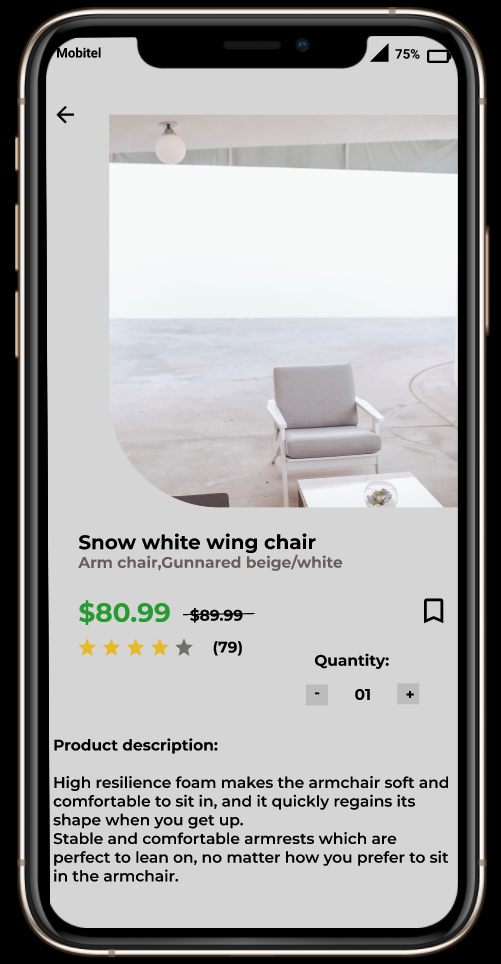 Mobitel
75%
Snow white wing chair
Arm chair,Gunnared beige/white
$80.99 $89.99
(79)
Quantity:
- 01 +
Product description:
High resilience foam makes the armchair soft and
comfortable to sit in, and it quickly regains its
shape when you get up.
Stable and comfortable armrests which are
perfect to lean on, no matter how you prefer to sit
in the armchair.